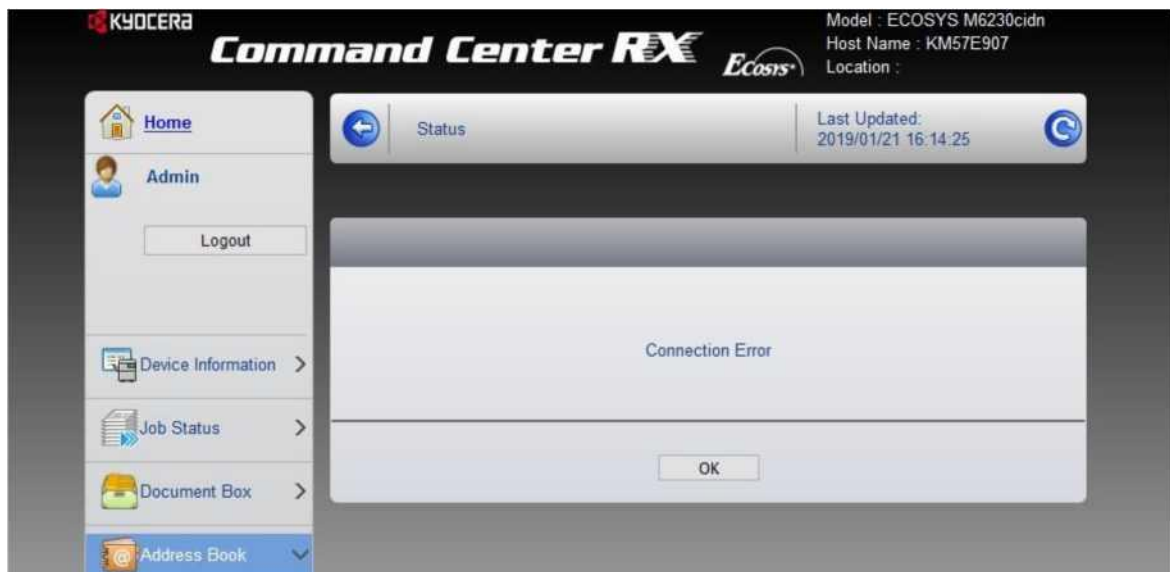 KYOCERA
Command Center RX
ECOSYS
Model : ECOSYS M6230cidn
Host Name : KM57E907
Location :
Home
Status
Last Updated:
2019/01/21 16:14:25
Admin
Logout
Connection Error
Device Information
Job Status
OK
Document Box
Address Book